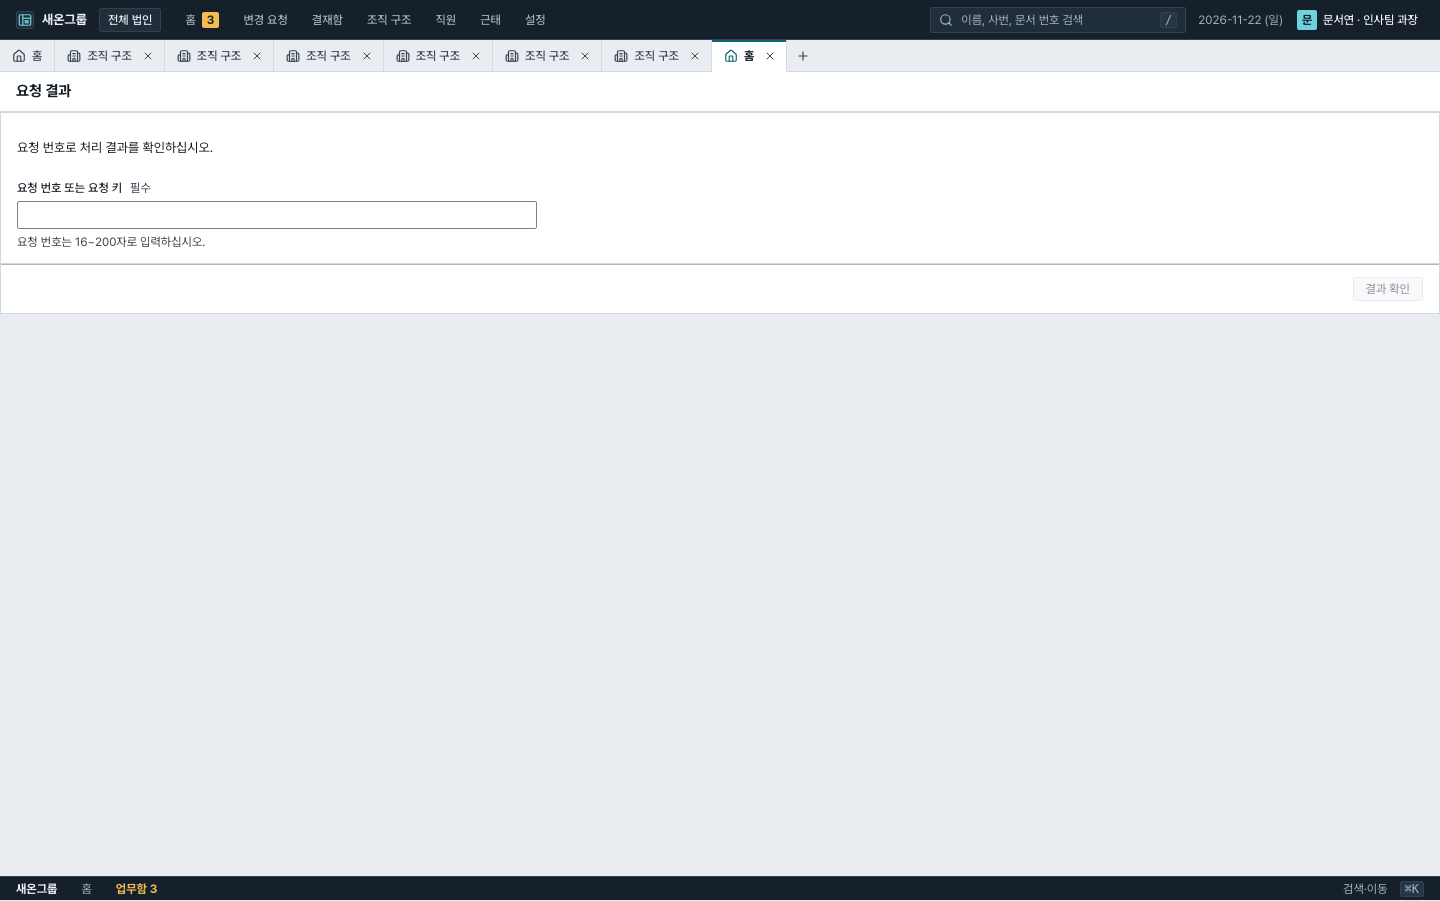 새온그룹 전체 법인 홈 3 변경 요청 결재함 조직 구조 직원 근태 설정 이름, 사번, 문서 번호 검색 / 2026-11-22 (일) 문 문서연 · 인사팀 과장
홈 조직 구조 조직 구조 조직 구조 조직 구조 조직 구조 조직 구조 홈
요청 결과
요청 번호로 처리 결과를 확인하십시오.
요청 번호 또는 요청 키 필수
요청 번호는 16~200자로 입력하십시오.
결과 확인
새온그룹 홈 업무함 3 검색·이동 ⌘K